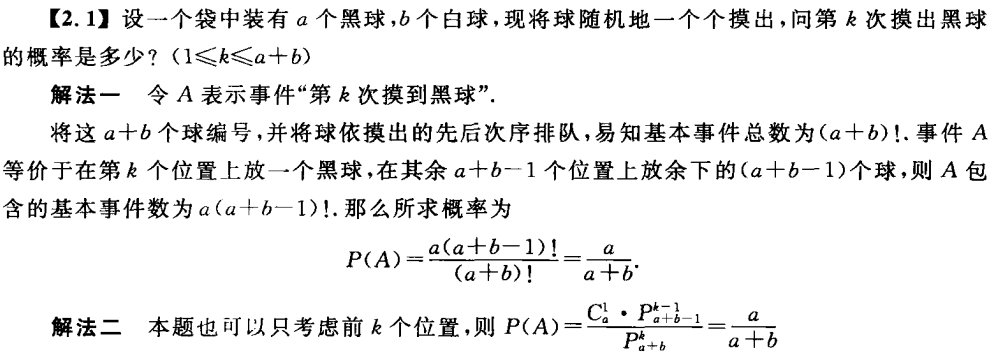 【2.1】设一个袋中装有 a 个黑球,b 个白球,现将球随机地一个个摸出,问第 k 次摸出黑球
的概率是多少?(1≤k≤a+b)
解法一 令 A 表示事件“第 k 次摸到黑球”.
将这 a+b 个球编号,并将球依摸出的先后次序排队,易知基本事件总数为(a+b)!.事件 A
等价于在第 k 个位置上放一个黑球,在其余 a+b-1 个位置上放余下的(a+b-1)个球,则 A 包
含的基本事件数为 a(a+b-1)!.那么所求概率为
P(A)=\frac{a(a+b-1)!}{(a+b)!}=\frac{a}{a+b}.
解法二 本题也可以只考虑前 k 个位置,则 P(A)=\frac{C_a^1·P_{a+b-1}^{k-1}}{P_{a+b}^k}=\frac{a}{a+b}